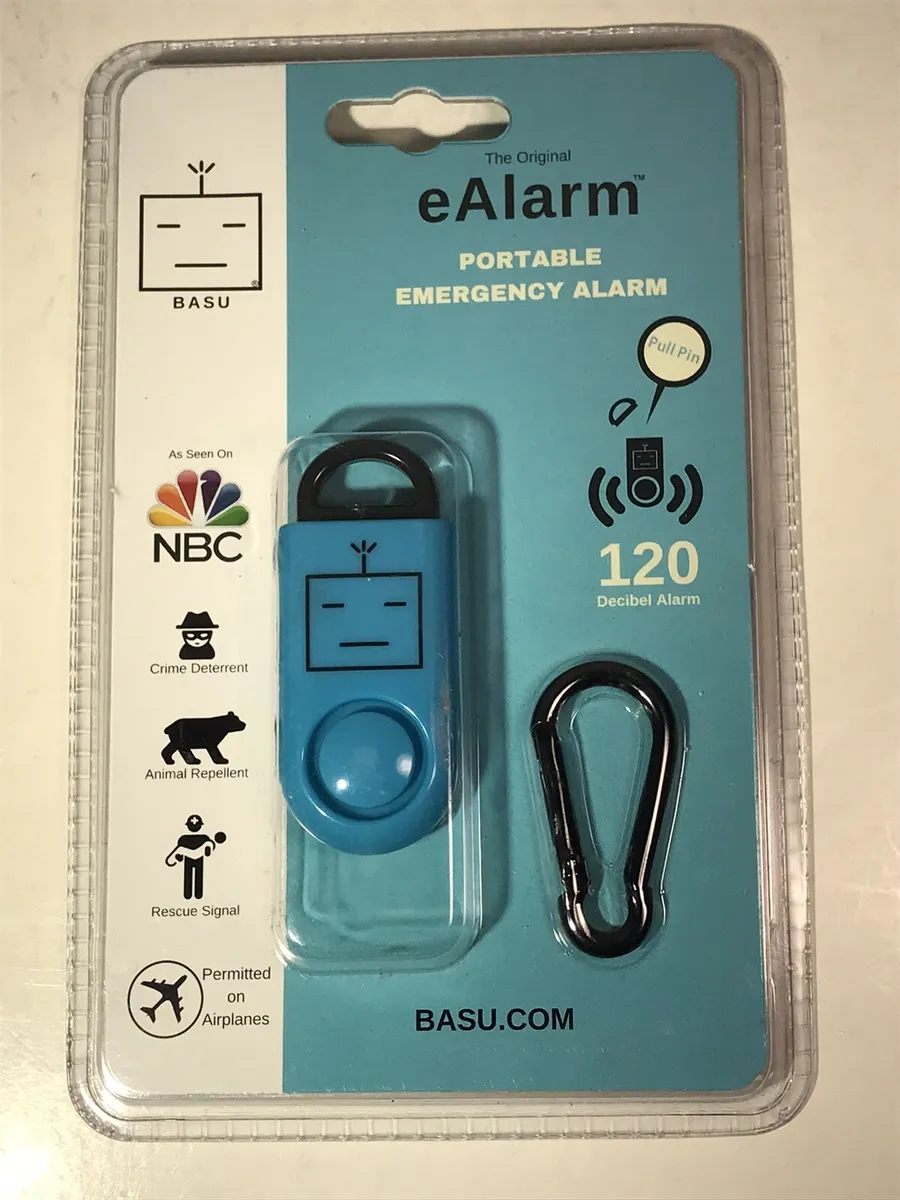 The Original
eAlarm™
PORTABLE
EMERGENCY ALARM
®
BASU
Pull Pin
As Seen On
NBC
120
Decibel Alarm
Crime Deterrent
Animal Repellent
Rescue Signal
Permitted
on
Airplanes
BASU.COM